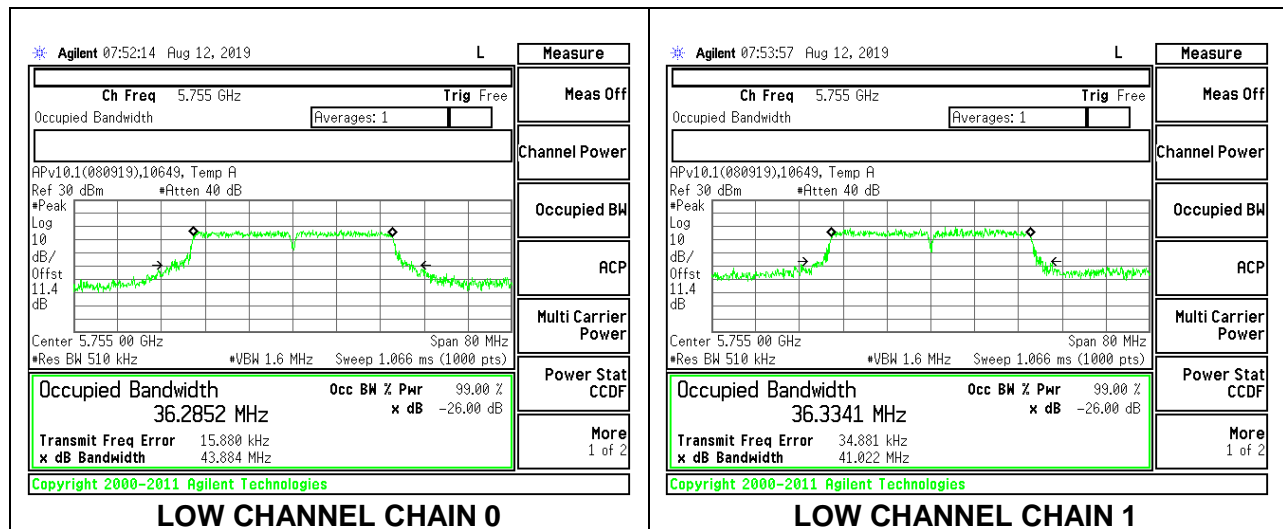 Agilent 07:52:14 Aug 12, 2019 L
Measure
Ch Freq 5.755 GHz Trig Free
Meas Off
Occupied Bandwidth Averages: 1
Channel Power
APv10.1(080919),10649, Temp A
Ref 30 dBm #Atten 40 dB
#Peak
Occupied BW
Log
10
dB/
ACP
Offst
11.4
dB
Multi Carrier
Power
Center 5.755 00 GHz Span 80 MHz
#Res BW 510 kHz #VBW 1.6 MHz Sweep 1.066 ms (1000 pts)
Power Stat
CCDF
Occupied Bandwidth Occ BW % Pwr 99.00 %
36.2852 MHz x dB -26.00 dB
Transmit Freq Error 15.880 kHz
x dB Bandwidth 43.884 MHz
More
1 of 2
Copyright 2000-2011 Agilent Technologies
LOW CHANNEL CHAIN 0
Agilent 07:53:57 Aug 12, 2019 L
Measure
Ch Freq 5.755 GHz Trig Free
Meas Off
Occupied Bandwidth Averages: 1
Channel Power
APv10.1(080919),10649, Temp A
Ref 30 dBm #Atten 40 dB
#Peak
Occupied BW
Log
10
dB/
ACP
Offst
11.4
dB
Multi Carrier
Power
Center 5.755 00 GHz Span 80 MHz
#Res BW 510 kHz #VBW 1.6 MHz Sweep 1.066 ms (1000 pts)
Power Stat
CCDF
Occupied Bandwidth Occ BW % Pwr 99.00 %
36.3341 MHz x dB -26.00 dB
Transmit Freq Error 34.881 kHz
x dB Bandwidth 41.022 MHz
More
1 of 2
Copyright 2000-2011 Agilent Technologies
LOW CHANNEL CHAIN 1